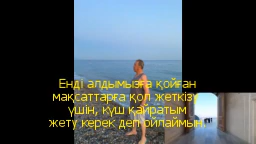 Енді алдымызға қойған
мақсаттарға қол жеткізу
үшін, күш қайратым
жету керек деп ойлаймын.